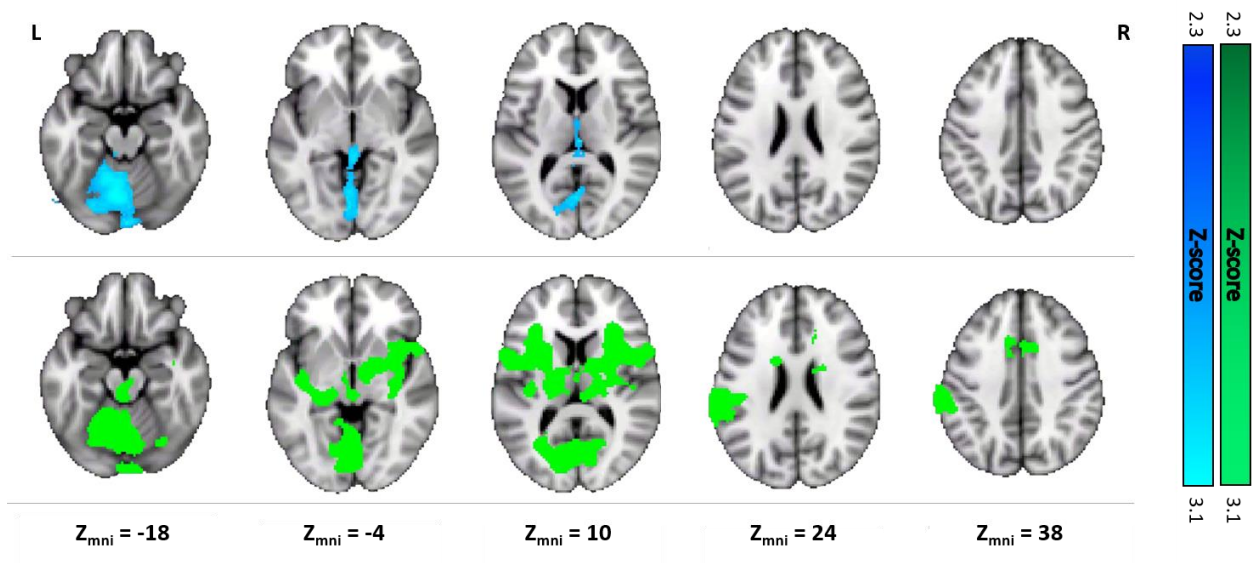 L
R
2.3
2.3
Z-score
Z-score
3.1
3.1
Zmni = -18
Zmni = -4
Zmni = 10
Zmni = 24
Zmni = 38